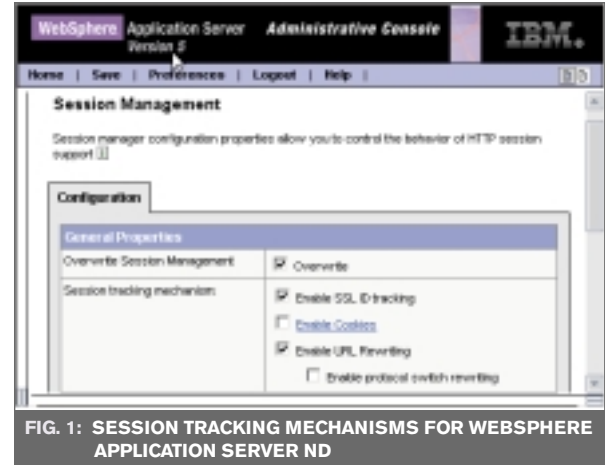 WebSphere Application Server Administrative Console IBM.
Version 5
Home | Save | Preferences | Logout | Help |
Session Management
Session manager configuration properties allow you to control the behavior of HTTP session
support
Configuration
General Properties
Overwrite Session Management Overwrite
Session tracking mechanism: Enable SSL ID tracking
Enable Cookies
Enable URL Rewriting
Enable protocol switch rewriting
FIG. 1: SESSION TRACKING MECHANISMS FOR WEBSPHERE
APPLICATION SERVER ND